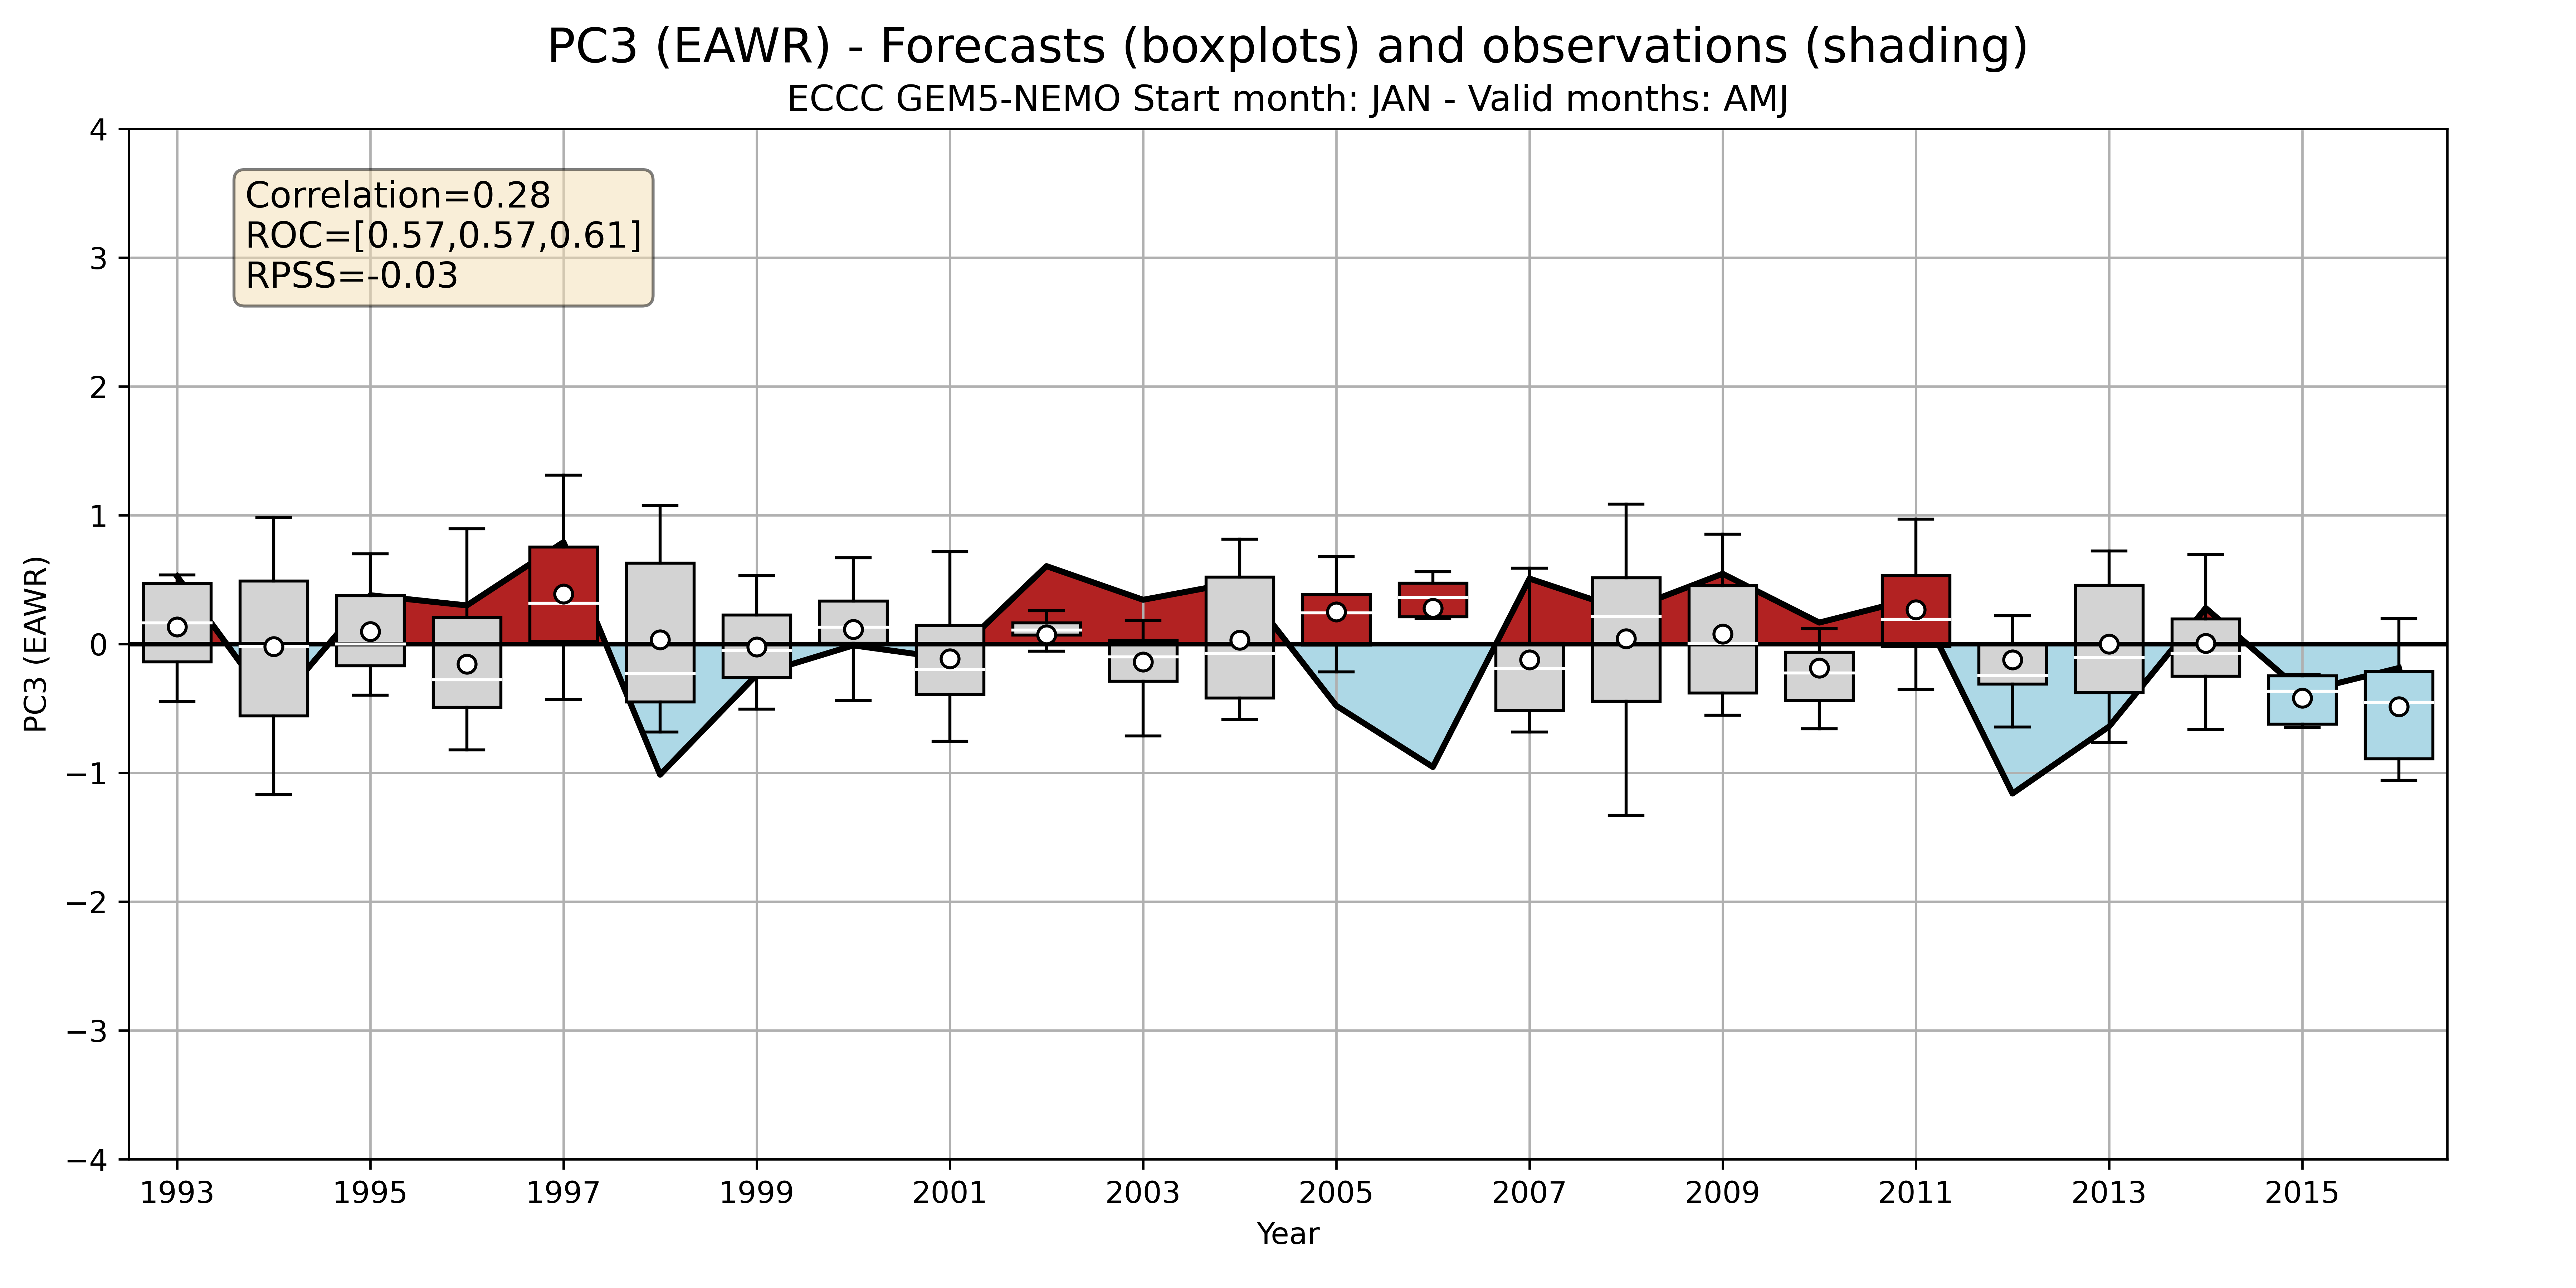 PC3 (EAWR) - Forecasts (boxplots) and observations (shading)
ECCC GEM5-NEMO Start month: JAN - Valid months: AMJ
Correlation=0.28
ROC=[0.57,0.57,0.61]
RPSS=-0.03
PC3 (EAWR)
4
3
2
1
0
−1
−2
−3
−4
1993 1995 1997 1999 2001 2003 2005 2007 2009 2011 2013 2015
Year